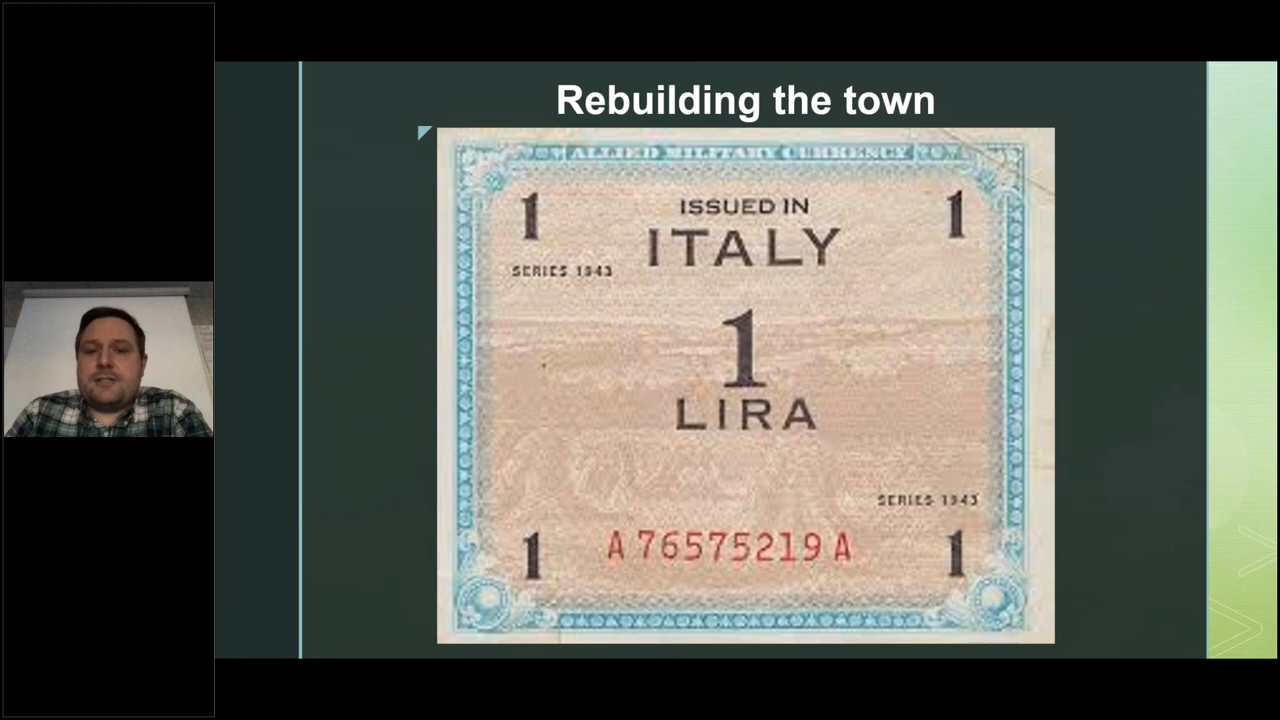 Rebuilding the town
ALLIED MILITARY CURRENCY
1 ISSUED IN 1
ITALY
SERIES 1943
1
LIRA
SERIES 1943
A 76575219 A
1 1